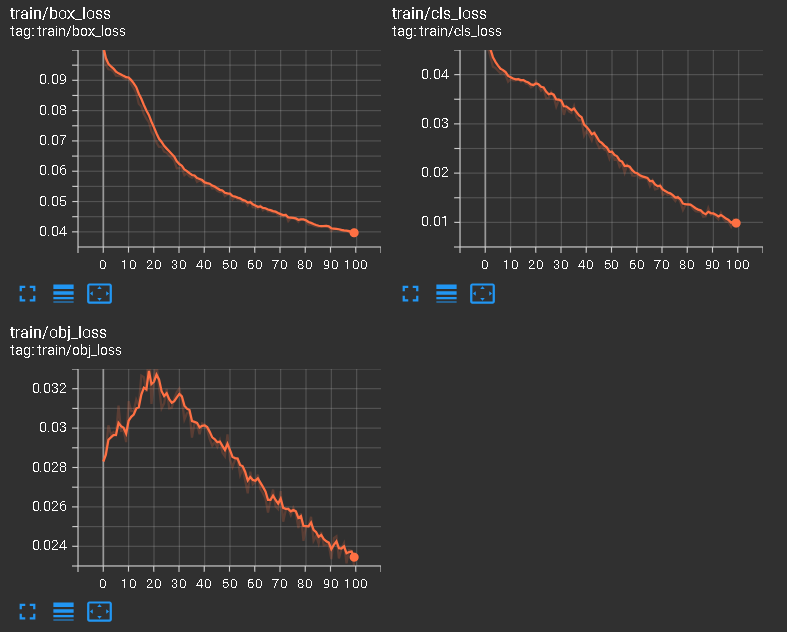 train/box_loss
tag: train/box_loss
0.09
0.08
0.07
0.06
0.05
0.04
0 10 20 30 40 50 60 70 80 90 100
train/cls_loss
tag: train/cls_loss
0.04
0.03
0.02
0.01
0 10 20 30 40 50 60 70 80 90 100
train/obj_loss
tag: train/obj_loss
0.032
0.03
0.028
0.026
0.024
0 10 20 30 40 50 60 70 80 90 100